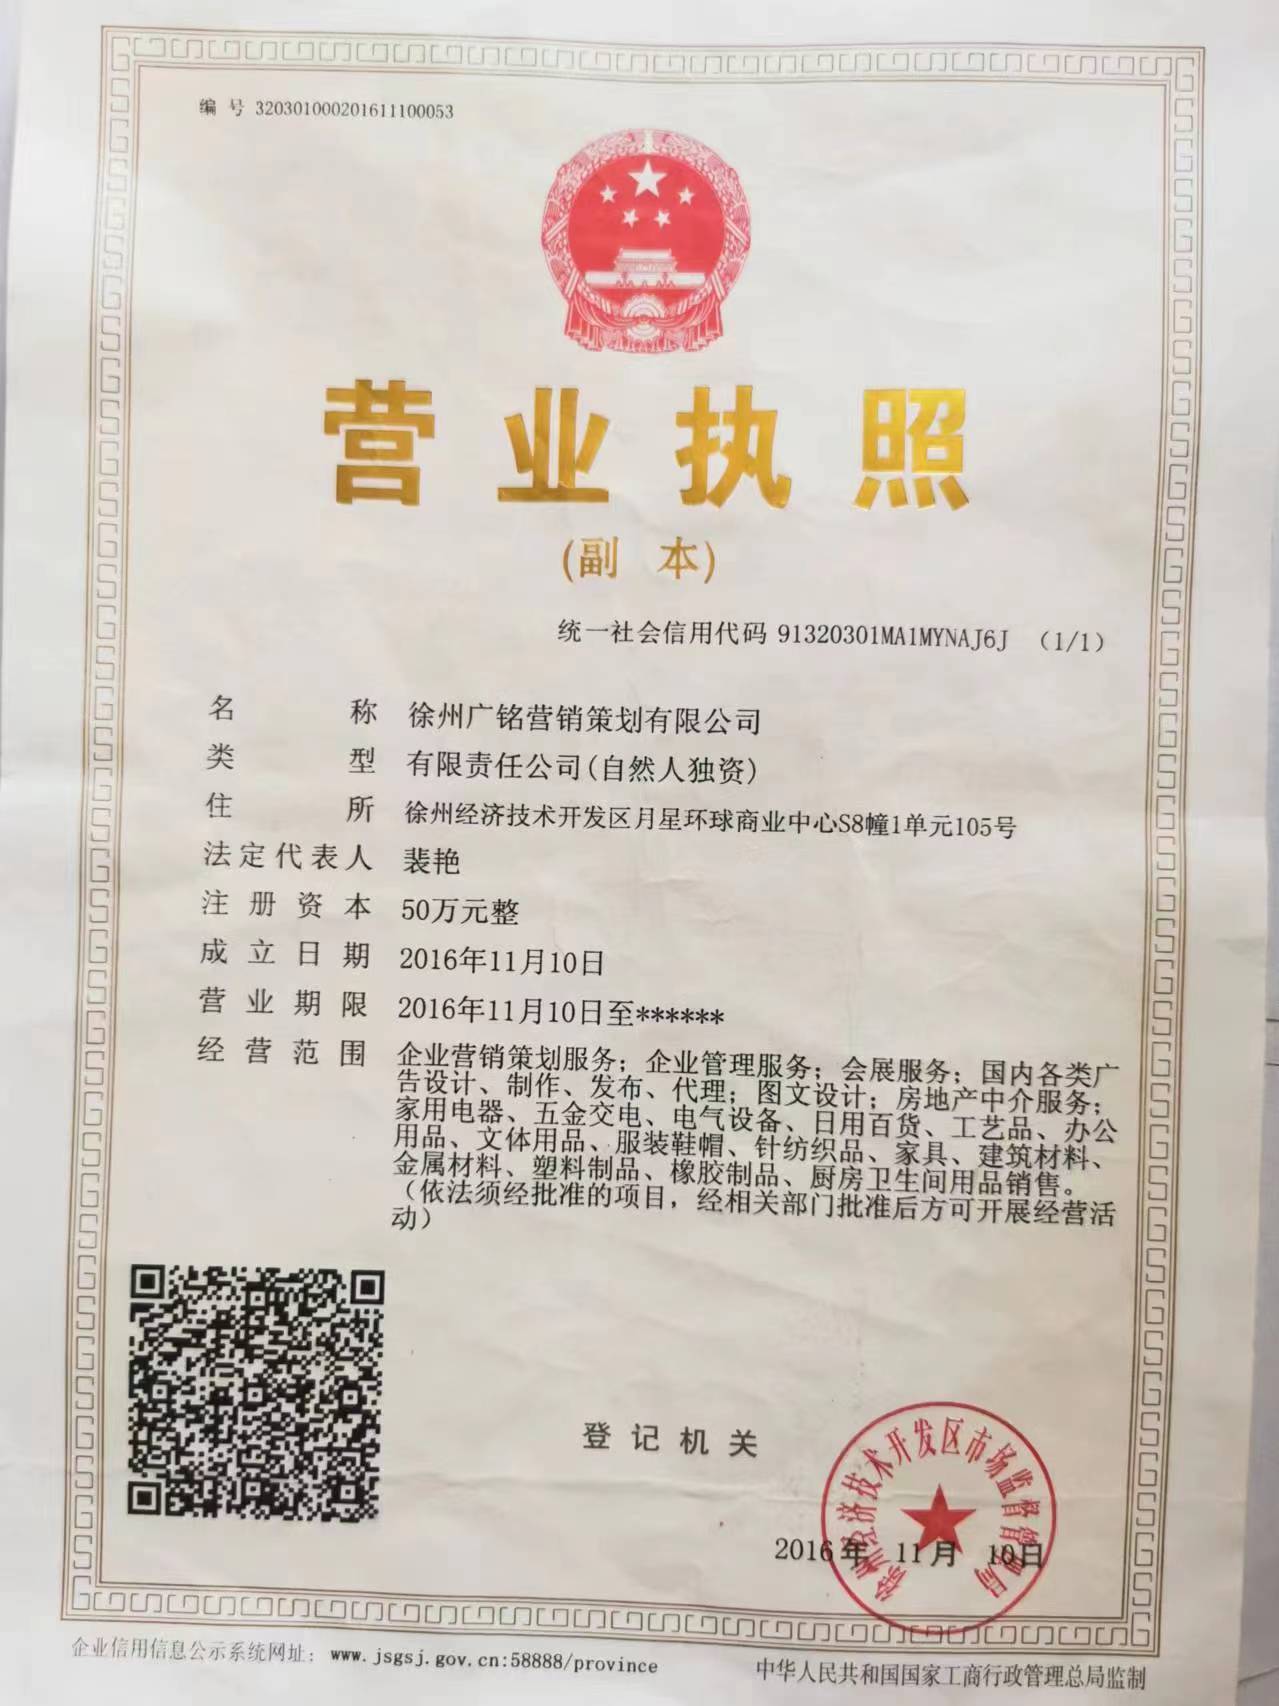 编 号 320301000201611100053
营业执照
(副 本)
统一社会信用代码 91320301MA1MYNAJ6J （1/1）
名 称 徐州广铭营销策划有限公司
类 型 有限责任公司(自然人独资)
住 所 徐州经济技术开发区月星环球商业中心S8幢1单元105号
法定代表人 裴艳
注册资本 50万元整
成立日期 2016年11月10日
营业期限 2016年11月10日至******
经营范围 企业营销策划服务；企业管理服务；会展服务；国内各类广
告设计、制作、发布、代理；图文设计；房地产中介服务；
家用电器、五金交电、电气设备、日用百货、工艺品、办公
用品、文体用品、服装鞋帽、针纺织品、家具、建筑材料、
金属材料、塑料制品、橡胶制品、厨房卫生间用品销售。
（依法须经批准的项目，经相关部门批准后方可开展经营活
动）
登记机关
徐州经济技术开发区市场监督管理局
2016 年 11 月 10 日
企业信用信息公示系统网址： www.jsgsj.gov.cn:58888/province
中华人民共和国国家工商行政管理总局监制